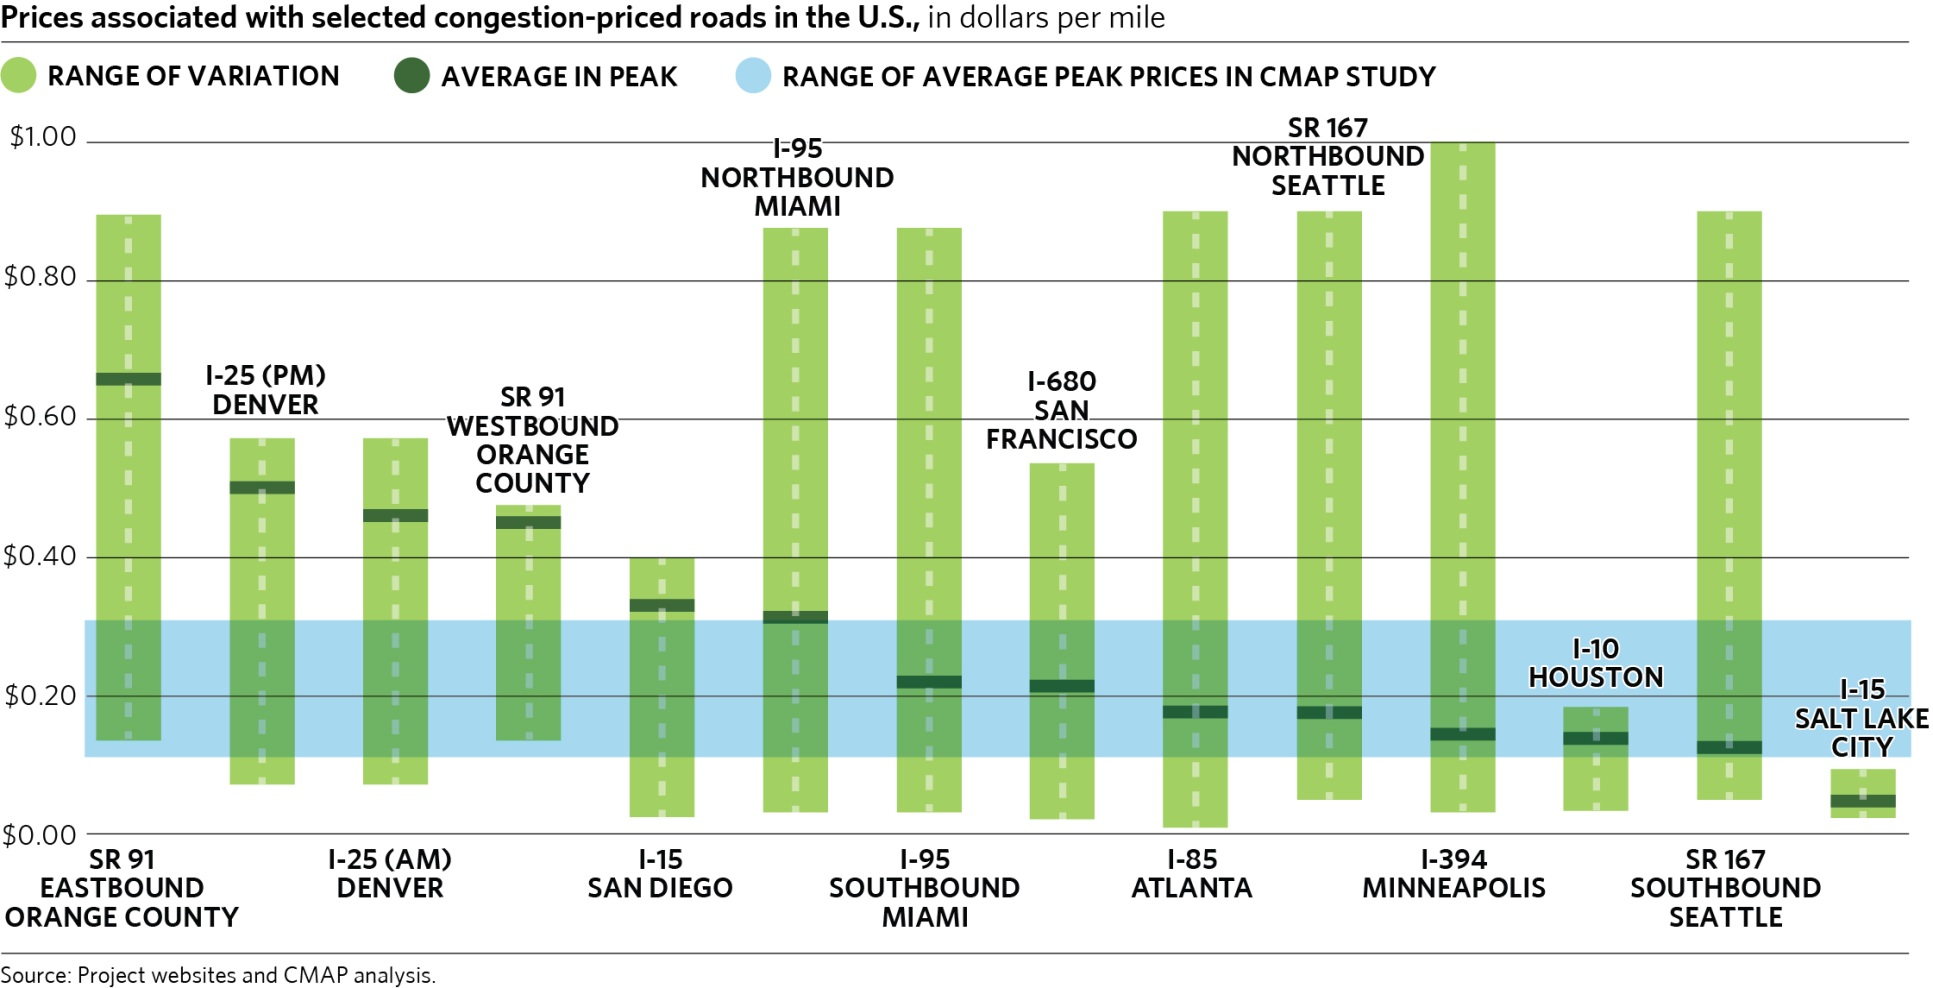 Prices associated with selected congestion-priced roads in the U.S., in dollars per mile
RANGE OF VARIATION
AVERAGE IN PEAK
RANGE OF AVERAGE PEAK PRICES IN CMAP STUDY
$1.00
$0.80
$0.60
$0.40
$0.20
$0.00
I-25 (PM)
DENVER
SR 91
WESTBOUND
ORANGE
COUNTY
I-95
NORTHBOUND
MIAMI
I-680
SAN
FRANCISCO
SR 167
NORTHBOUND
SEATTLE
I-10
HOUSTON
I-15
SALT LAKE
CITY
SR 91
EASTBOUND
ORANGE COUNTY
I-25 (AM)
DENVER
I-15
SAN DIEGO
I-95
SOUTHBOUND
MIAMI
I-85
ATLANTA
I-394
MINNEAPOLIS
SR 167
SOUTHBOUND
SEATTLE
Source: Project websites and CMAP analysis.